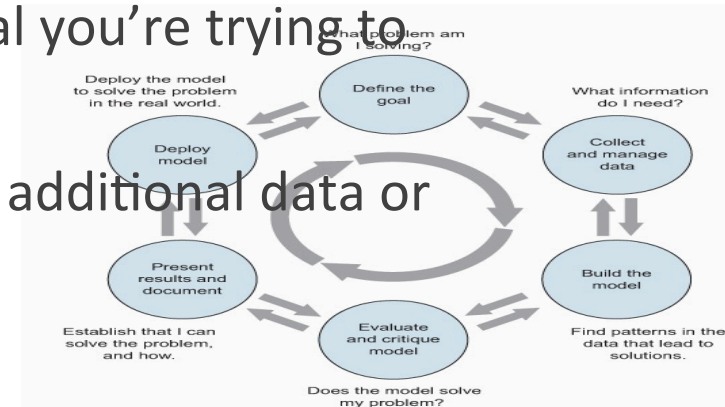 al you're trying to
What problem am
I solving?
Define the
goal
Deploy the model
to solve the problem
in the real world.
What information
do I need?
Deploy
model
Collect
and manage
data
additional data or
Present
results and
document
Build the
model
Establish that I can
solve the problem,
and how.
Evaluate
and critique
model
Find patterns in the
data that lead to
solutions.
Does the model solve
my problem?